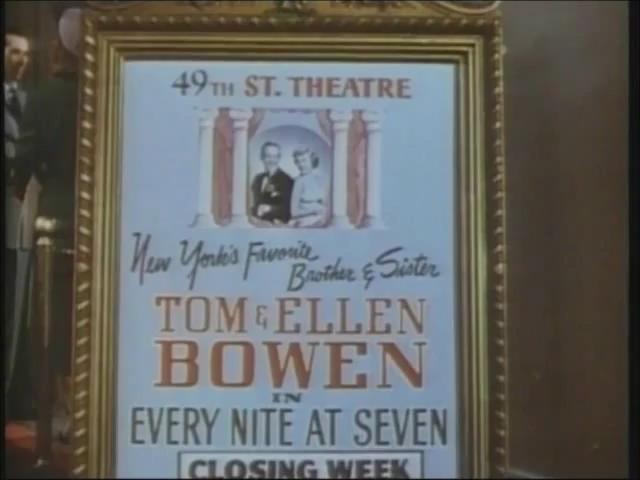 49TH ST. THEATRE
New York's Favorite
Brother & Sister
TOM & ELLEN
BOWEN
IN
EVERY NITE AT SEVEN
CLOSING WEEK